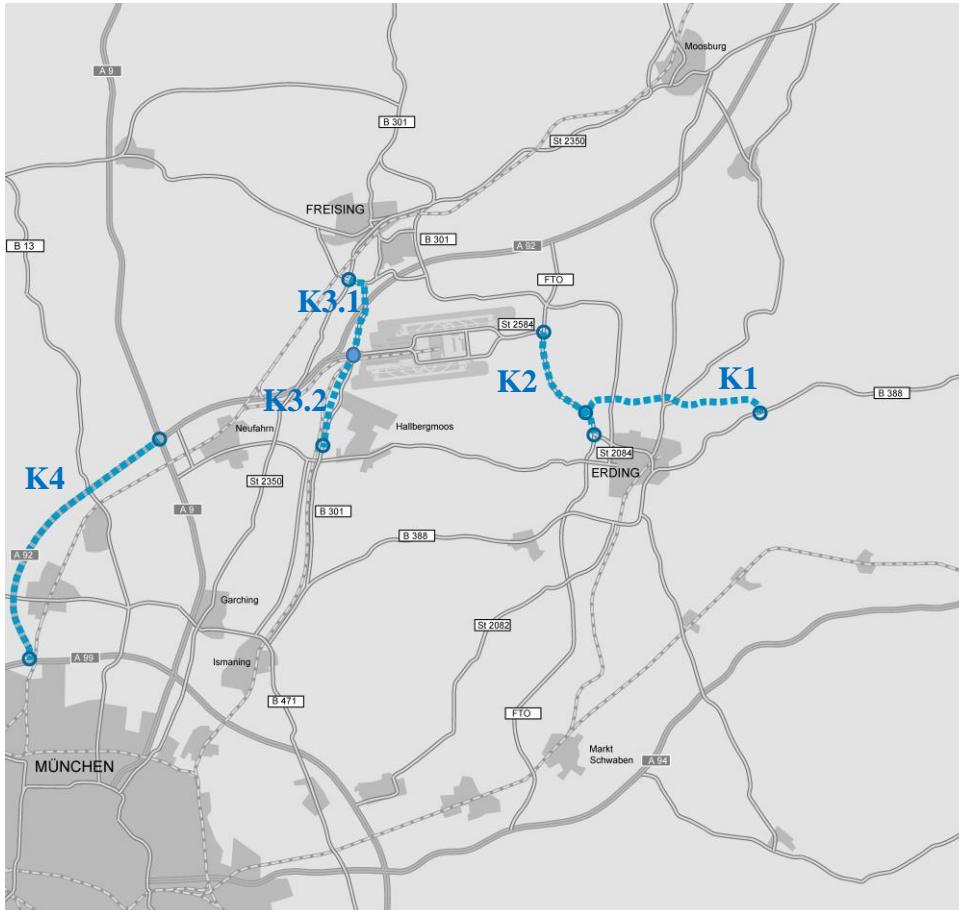 Moosburg
A 9
B 301
St 2350
FREISING
B 301
B 13
A 92
FTO
K3.1
St 2584
K2
K1
K3.2
B 388
Neufahrn
Hallbergmoos
St 2084
ERDING
K4
St 2350
A 9
B 301
B 388
A 92
Garching
St 2082
Ismaning
A 99
B 471
FTO
MÜNCHEN
Markt
Schwaben
A 94